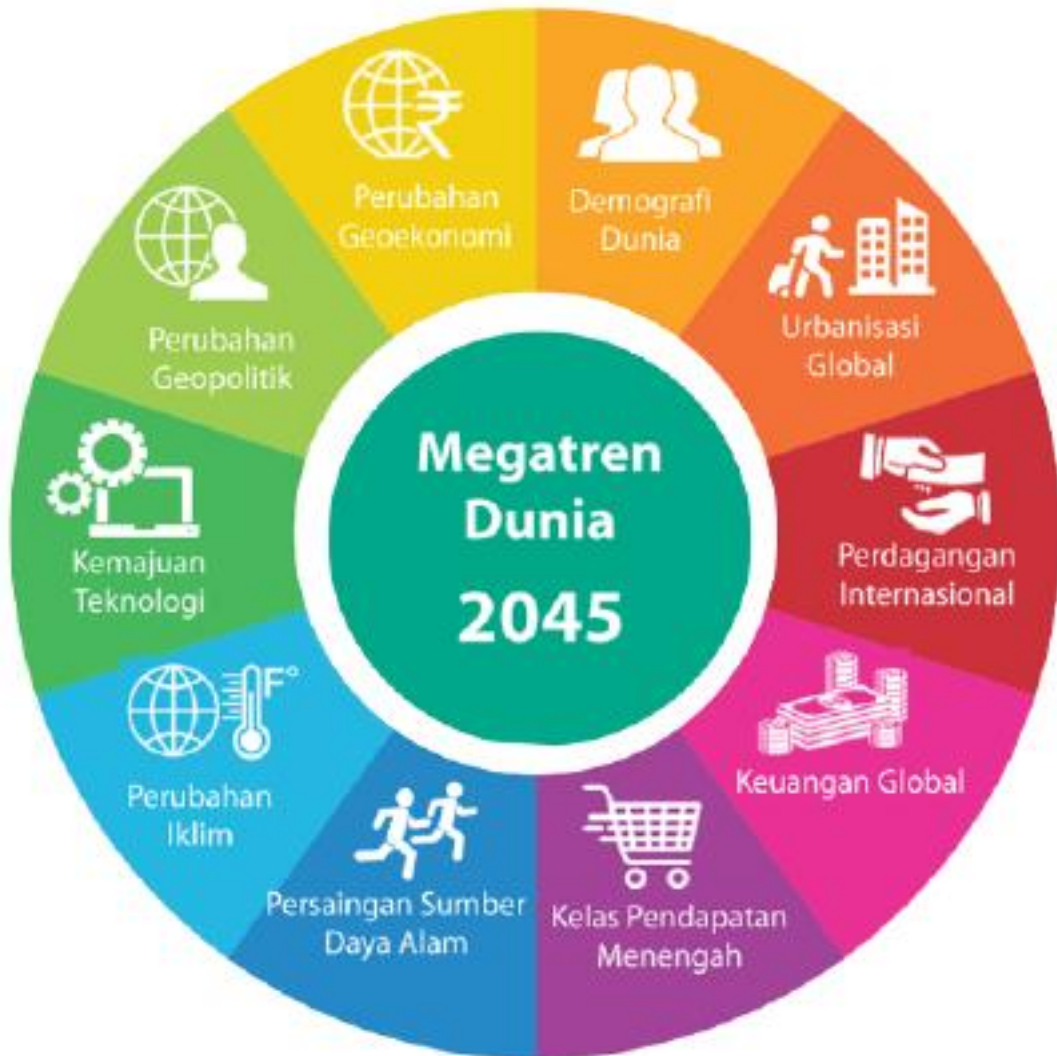 Megatren
Dunia
2045
Demografi
Dunia
Urbanisasi
Global
Perdagangan
Internasional
Keuangan Global
Kelas Pendapatan
Menengah
Persaingan Sumber
Daya Alam
Perubahan
Iklim
F°
Kemajuan
Teknologi
Perubahan
Geopolitik
Perubahan
Geoekonomi
₹